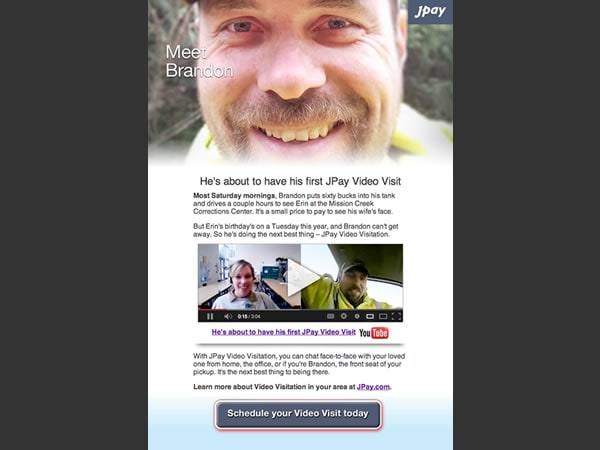 Jpay
Meet
Brandon
He's about to have his first JPay Video Visit
Most Saturday mornings, Brandon puts sixty bucks into his tank
and drives a couple hours to see Erin at the Mission Creek
Corrections Center. It's a small price to pay to see his wife's face.
But Erin's birthday's on a Tuesday this year, and Brandon can't get
away. So he's doing the next best thing – JPay Video Visitation.
0:15 / 3:04
He's about to have his first JPay Video Visit YouTube
With JPay Video Visitation, you can chat face-to-face with your loved
one from home, the office, or if you're Brandon, the front seat of your
pickup. It's the next best thing to being there.
Learn more about Video Visitation in your area at JPay.com.
Schedule your Video Visit today